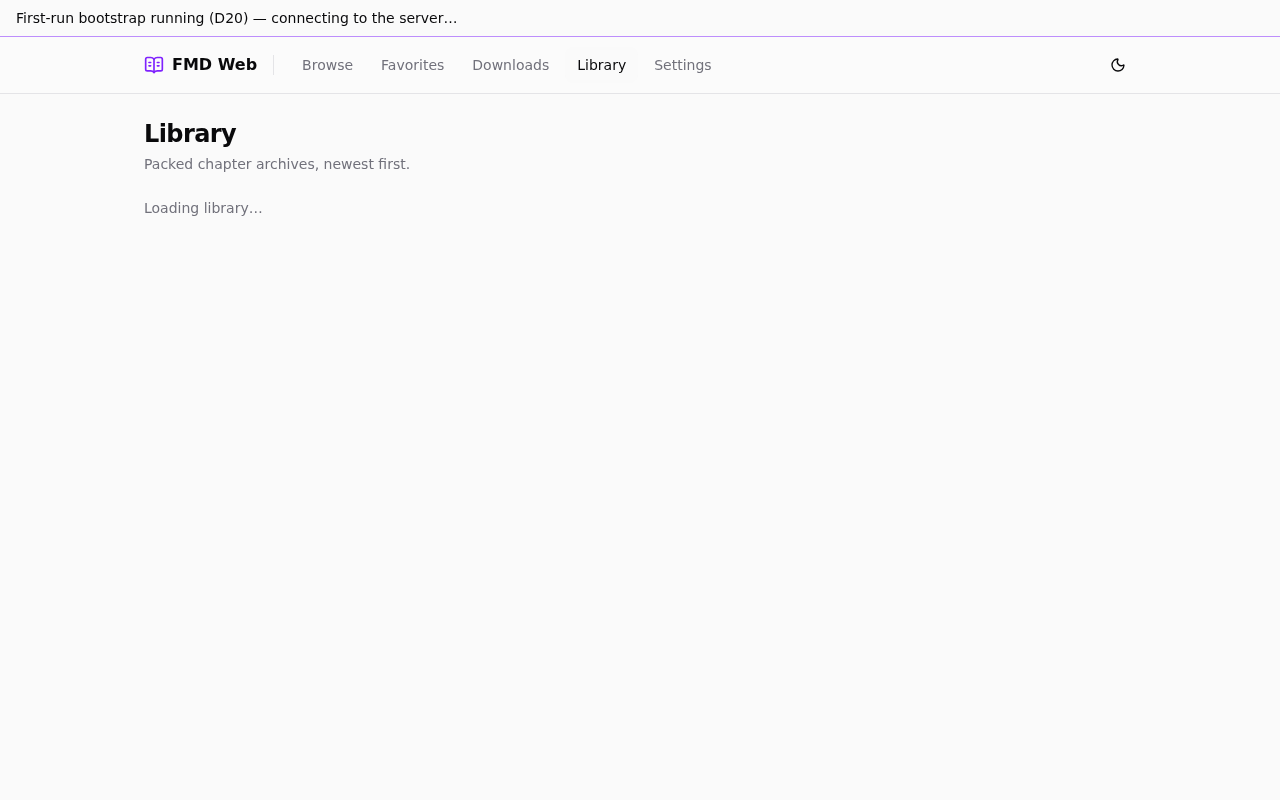 First-run bootstrap running (D20) — connecting to the server…
FMD Web
Browse
Favorites
Downloads
Library
Settings
Library
Packed chapter archives, newest first.
Loading library…